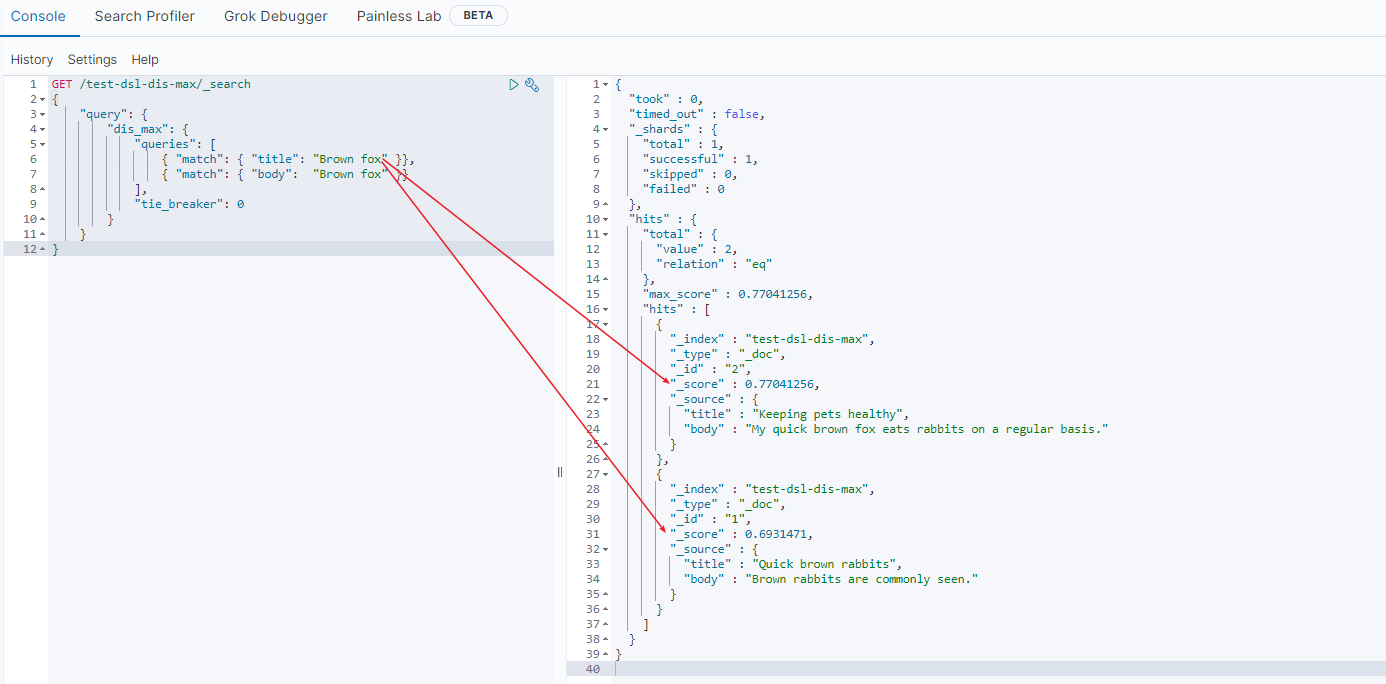 Console Search Profiler Grok Debugger Painless Lab BETA
History Settings Help
1 GET /test-dsl-dis-max/_search
2 {
3 "query": {
4 "dis_max": {
5 "queries": [
6 { "match": { "title": "Brown fox" }},
7 { "match": { "body":  "Brown fox" }}
8 ],
9 "tie_breaker": 0
10 }
11 }
12 }
1 {
2 "took" : 0,
3 "timed_out" : false,
4 "_shards" : {
5 "total" : 1,
6 "successful" : 1,
7 "skipped" : 0,
8 "failed" : 0
9 },
10 "hits" : {
11 "total" : {
12 "value" : 2,
13 "relation" : "eq"
14 },
15 "max_score" : 0.77041256,
16 "hits" : [
17 {
18 "_index" : "test-dsl-dis-max",
19 "_type" : "_doc",
20 "_id" : "2",
21 "_score" : 0.77041256,
22 "_source" : {
23 "title" : "Keeping pets healthy",
24 "body" : "My quick brown fox eats rabbits on a regular basis."
25 }
26 },
27 {
28 "_index" : "test-dsl-dis-max",
29 "_type" : "_doc",
30 "_id" : "1",
31 "_score" : 0.6931471,
32 "_source" : {
33 "title" : "Quick brown rabbits",
34 "body" : "Brown rabbits are commonly seen."
35 }
36 }
37 ]
38 }
39 }
40